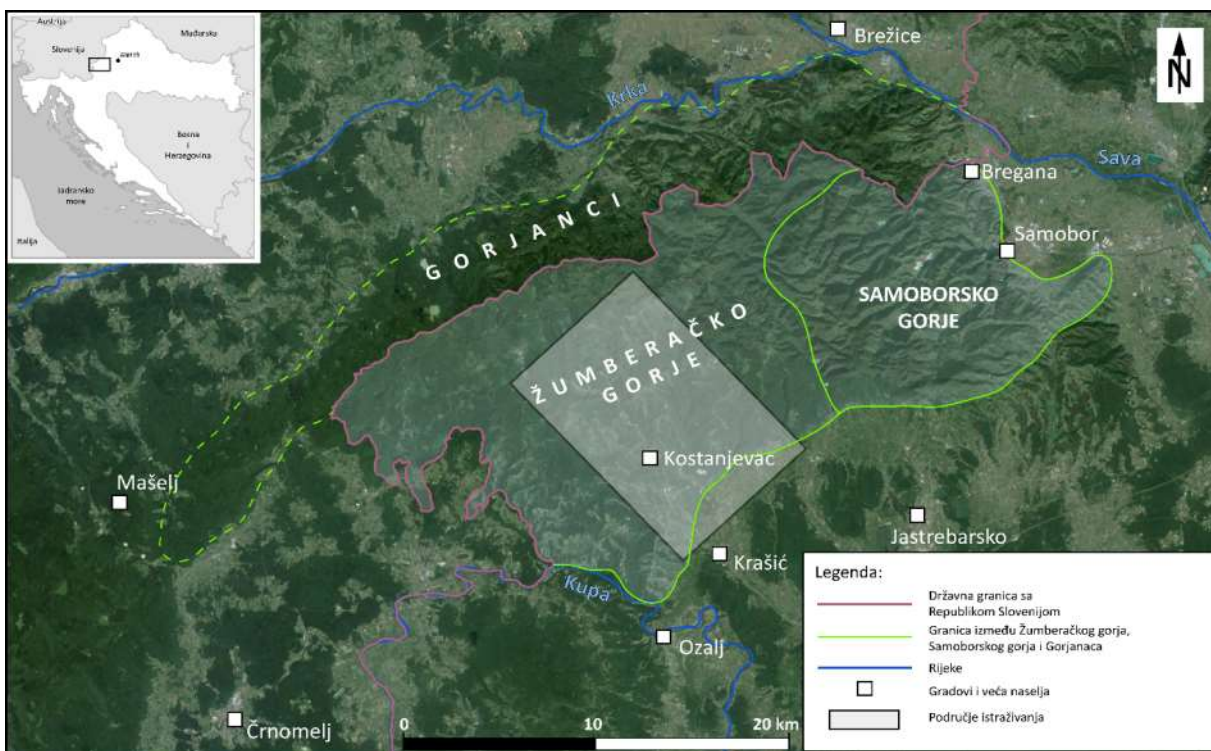 Austrija
Mađarska
Slovenija
ZAGREB
Bosna
i
Herzegovina
Jadransko
more
Italija
Brežice
N
Krka
Sava
Bregana
Samobor
GORJANCI
SAMOBORSKO
GORJE
ŽUMBERAČKO
GORJE
Kostanjevac
Mašelj
Jastrebarsko
Krašić
Kupa
Ozalj
Črnomelj
0 10 20 km
Legenda:
Državna granica sa
Republikom Slovenijom
Granica između Žumberačkog gorja,
Samoborskog gorja i Gorjanaca
Rijeke
Gradovi i veća naselja
Područje istraživanja